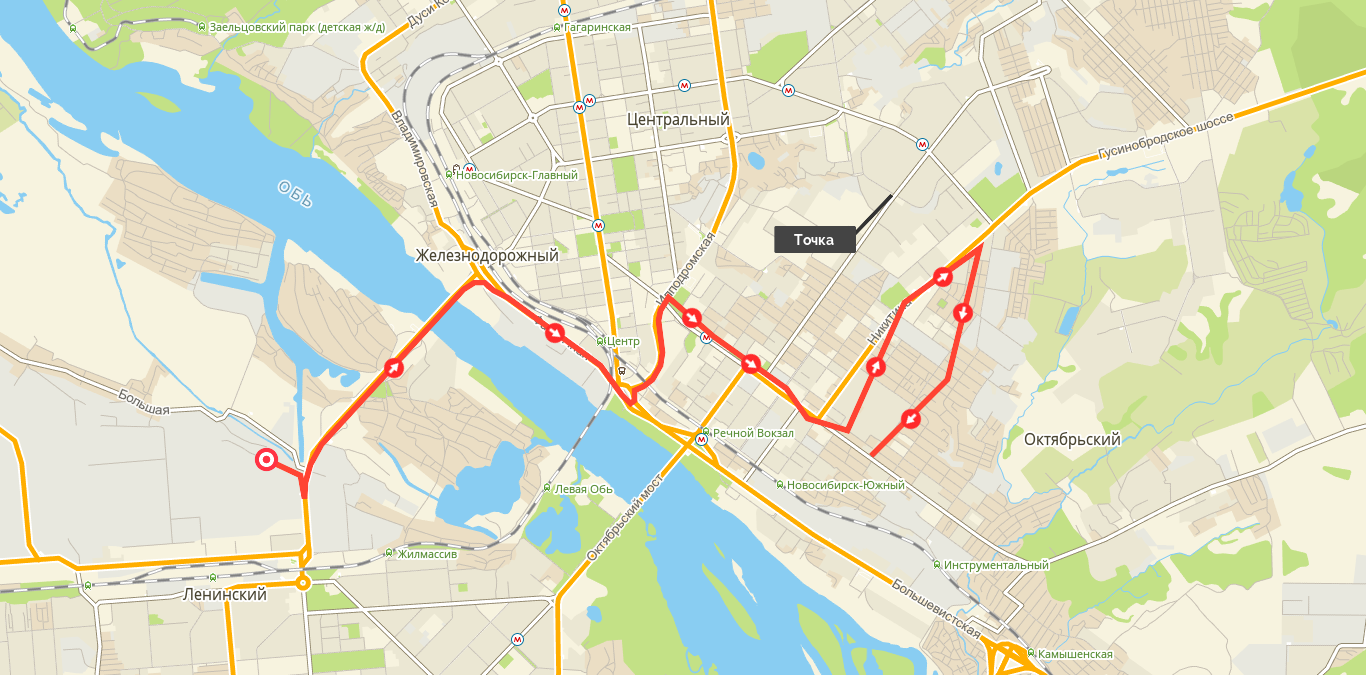 Дуси Ко
Заельцовский парк (детская ж/д)
Гагаринская
Центральный
Владимировская
Гусинобродское шоссе
Новосибирск-Главный
ОБЬ
Точка
Железнодорожный
Ипподромская
Центр
Большая
Речной Вокзал
Октябрьский
Новосибирск-Южный
Левая Обь
Октябрьский мост
Жилмассив
Инструментальный
Ленинский
Большевистская
Камышенская